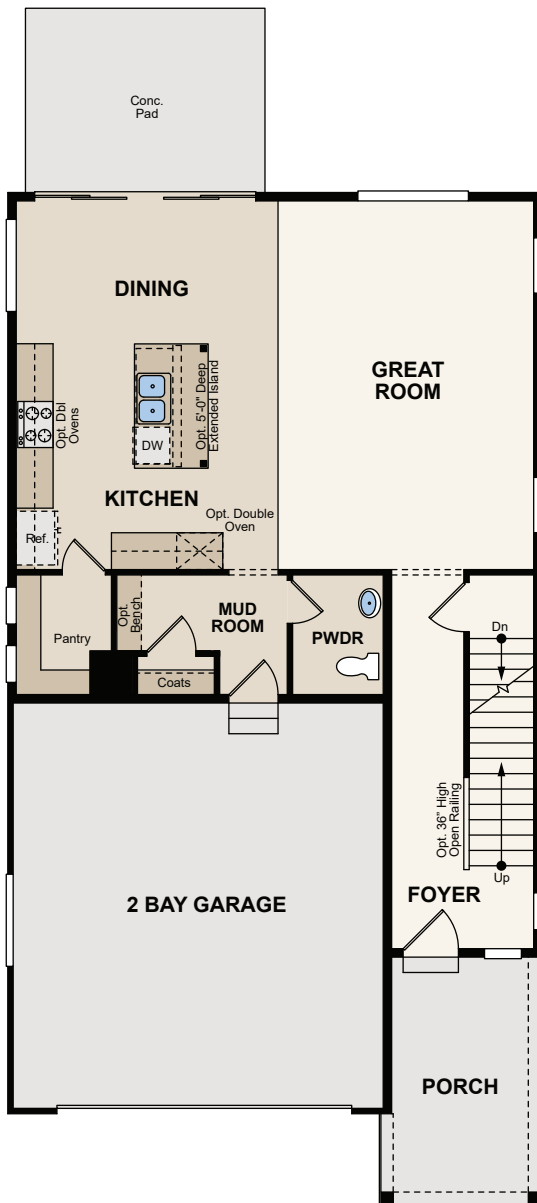 Conc.
Pad
DINING
GREAT
ROOM
Opt. Dbl
Ovens
Opt. 5'-0" Deep
Extended Island
DW
KITCHEN
Opt. Double
Oven
Ref.
Pantry
Opt.
Bench
MUD
ROOM
PWDR
Coats
Dn
Opt. 36" High
Open Railing
Up
2 BAY GARAGE
FOYER
PORCH